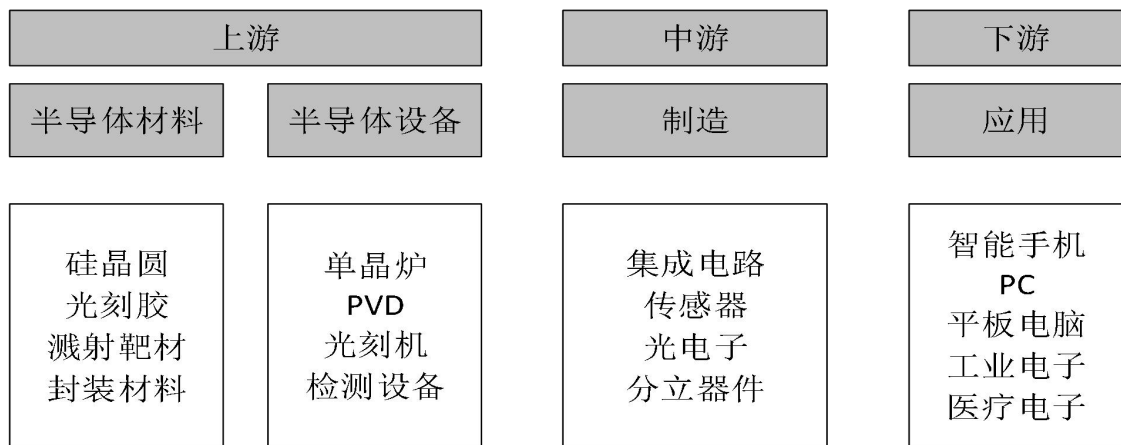 上游
中游
下游
半导体材料
半导体设备
制造
应用
硅晶圆
光刻胶
溅射靶材
封装材料
单晶炉
PVD
光刻机
检测设备
集成电路
传感器
光电子
分立器件
智能手机
PC
平板电脑
工业电子
医疗电子